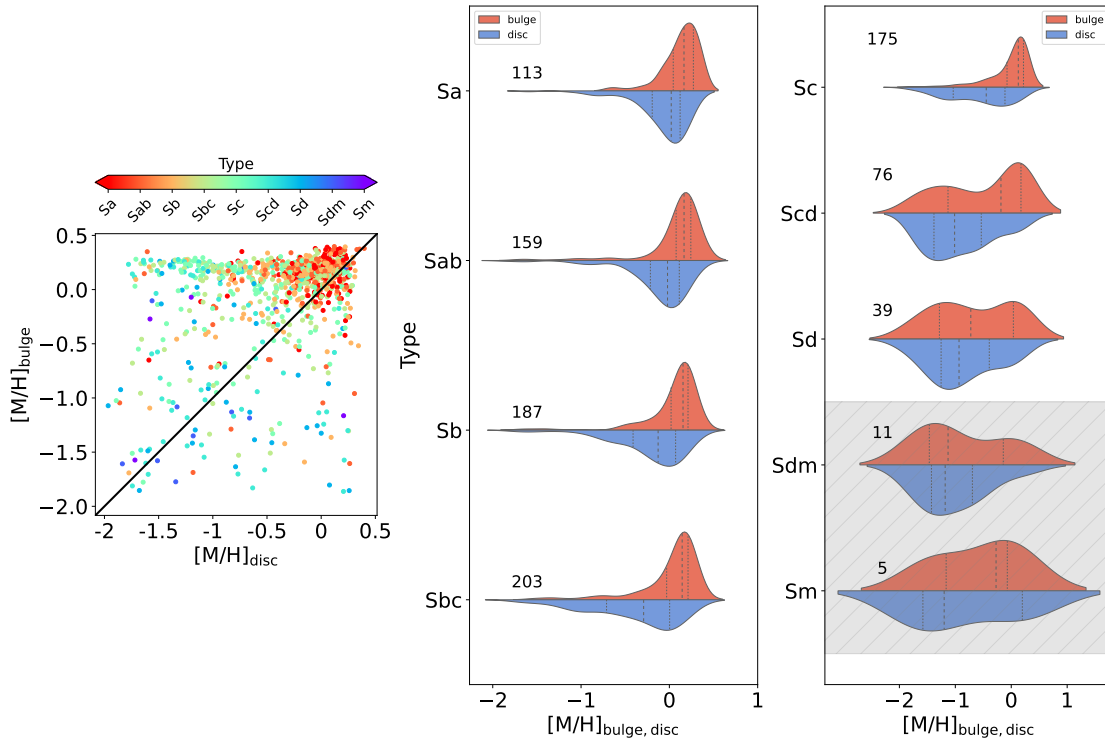 Type
Sa Sab Sb Sbc Sc Scd Sd Sdm Sm
0.5
0.0
−0.5
−1.0
−1.5
−2.0
[M/H]bulge
-2 -1.5 -1 -0.5 0 0.5
[M/H]disc
bulge
disc
113
Sa
159
Sab
187
Sb
203
Sbc
Type
−2 −1 0 1
[M/H]bulge, disc
bulge
disc
175
Sc
76
Scd
39
Sd
11
Sdm
5
Sm
−2 −1 0 1
[M/H]bulge, disc